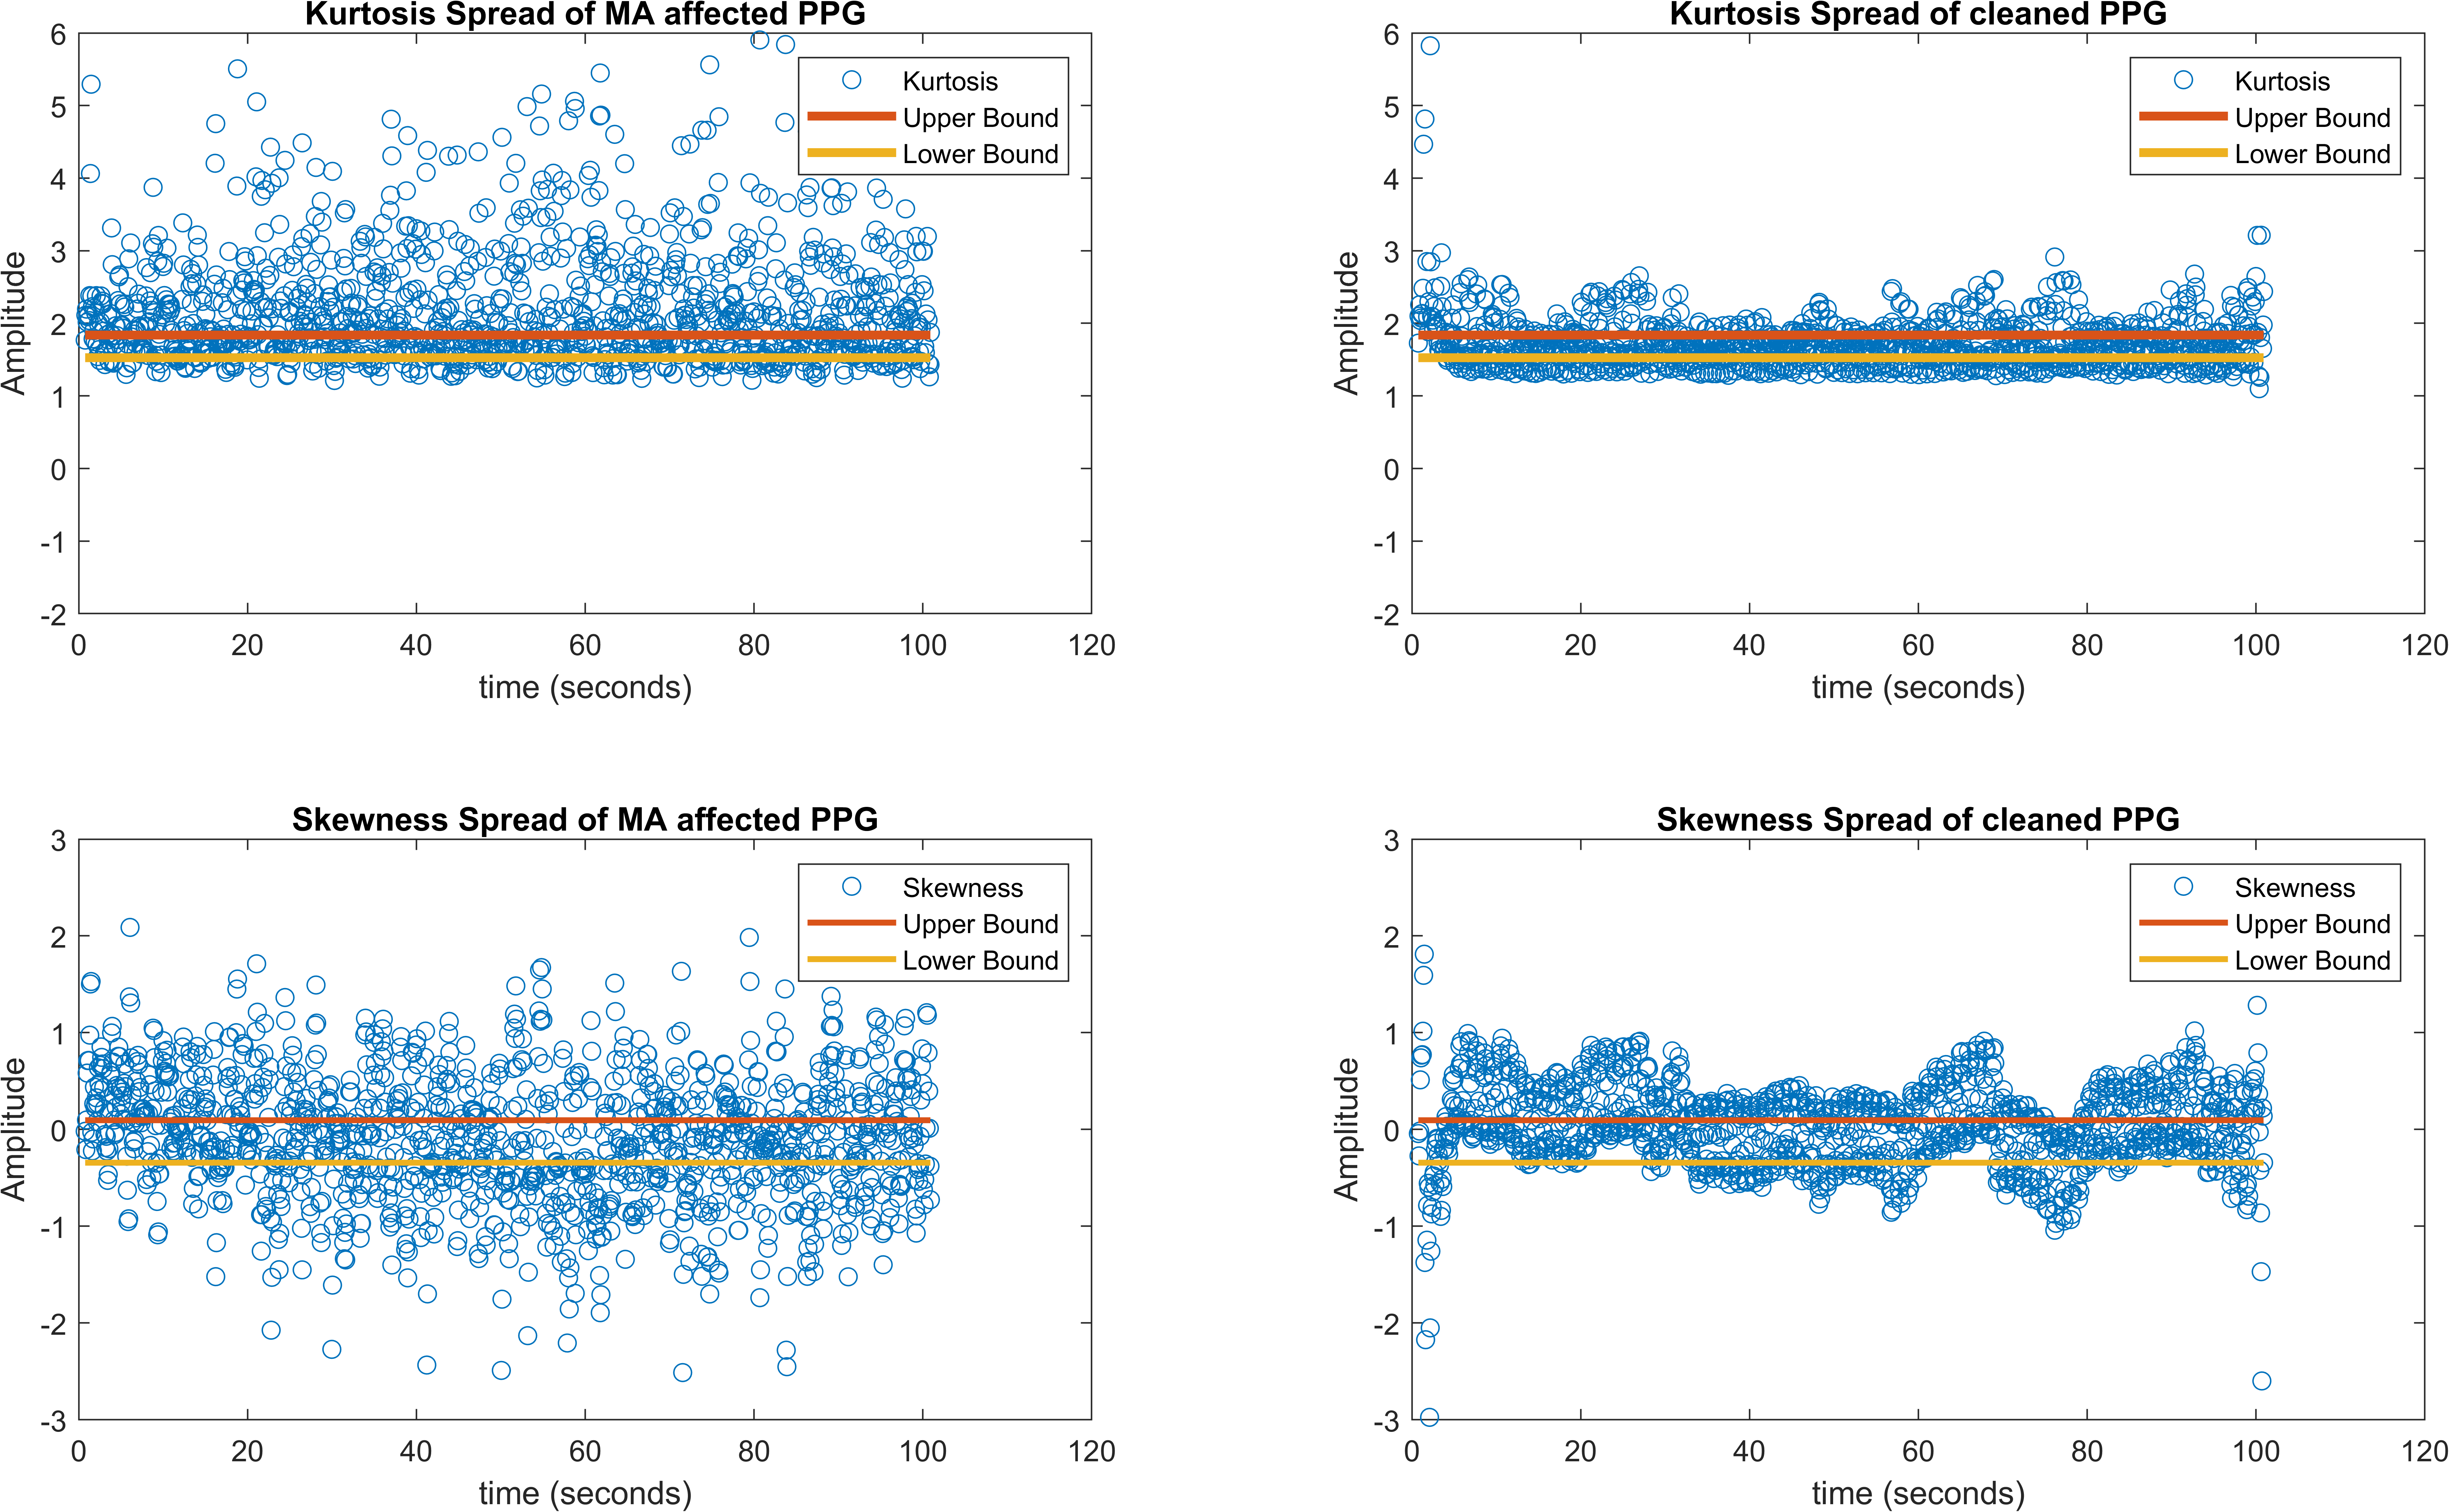 Kurtosis Spread of MA affected PPG
6
5
4
3
2
1
0
-1
-2
Amplitude
Kurtosis
Upper Bound
Lower Bound
0 20 40 60 80 100 120
time (seconds)
Kurtosis Spread of cleaned PPG
6
5
4
3
2
1
0
-1
-2
Amplitude
Kurtosis
Upper Bound
Lower Bound
0 20 40 60 80 100 120
time (seconds)
Skewness Spread of MA affected PPG
3
2
1
0
-1
-2
-3
Amplitude
Skewness
Upper Bound
Lower Bound
0 20 40 60 80 100 120
time (seconds)
Skewness Spread of cleaned PPG
3
2
1
0
-1
-2
-3
Amplitude
Skewness
Upper Bound
Lower Bound
0 20 40 60 80 100 120
time (seconds)